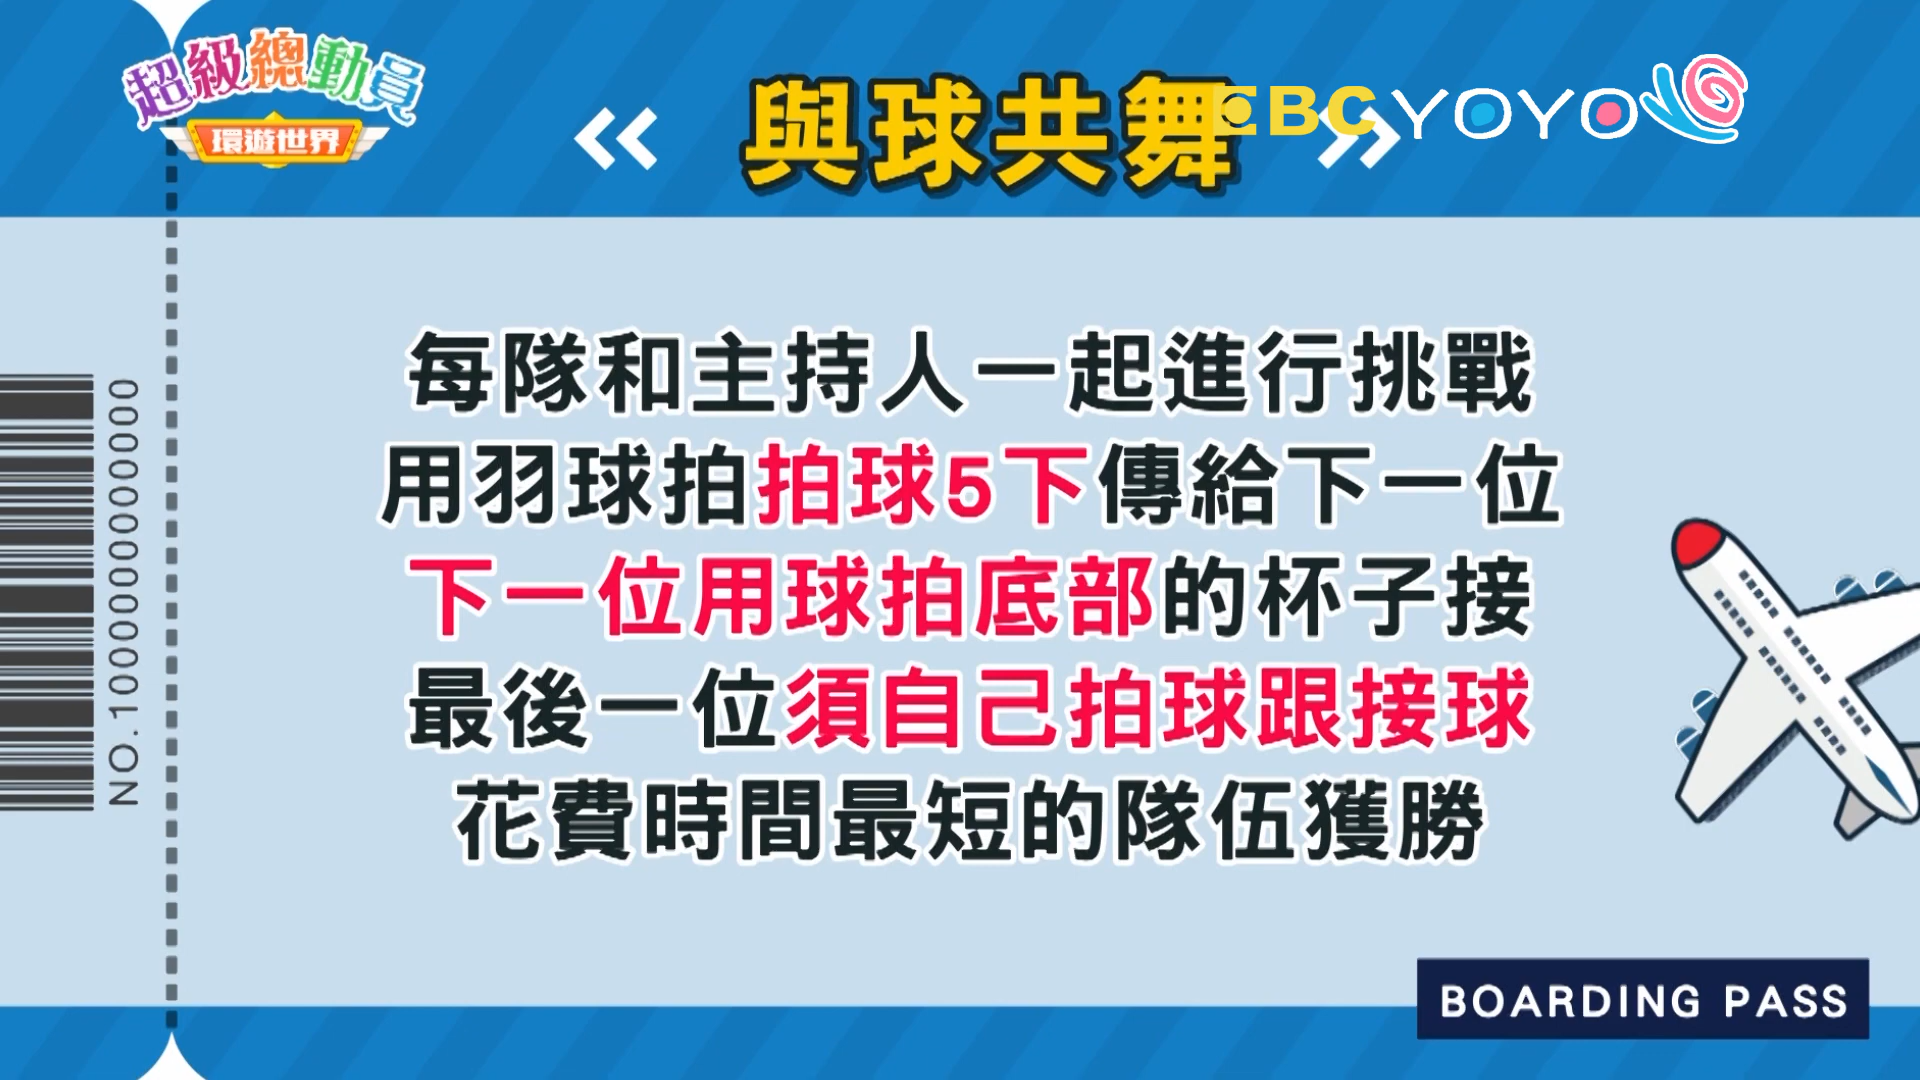 超級總動員
環遊世界
與球共舞
EBC YOYO
每隊和主持人一起進行挑戰
用羽球拍拍球5下傳給下一位
下一位用球拍底部的杯子接
最後一位須自己拍球跟接球
花費時間最短的隊伍獲勝
BOARDING PASS